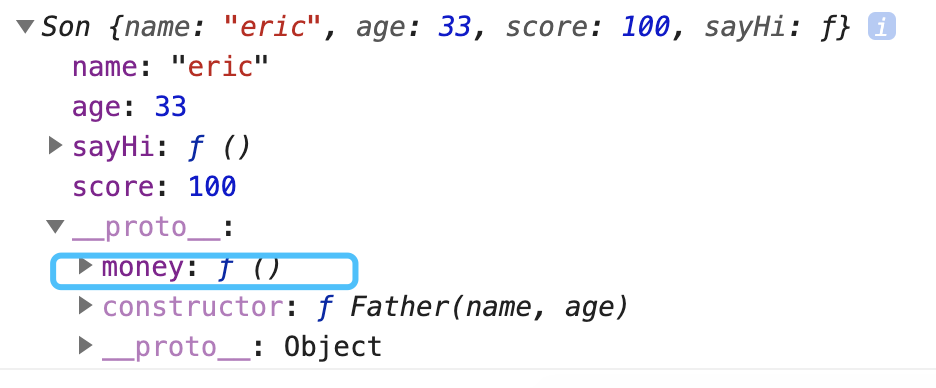 Son {name: "eric", age: 33, score: 100, sayHi: ƒ} i
name: "eric"
age: 33
sayHi: ƒ ()
score: 100
__proto__:
money: ƒ ()
constructor: ƒ Father(name, age)
__proto__: Object